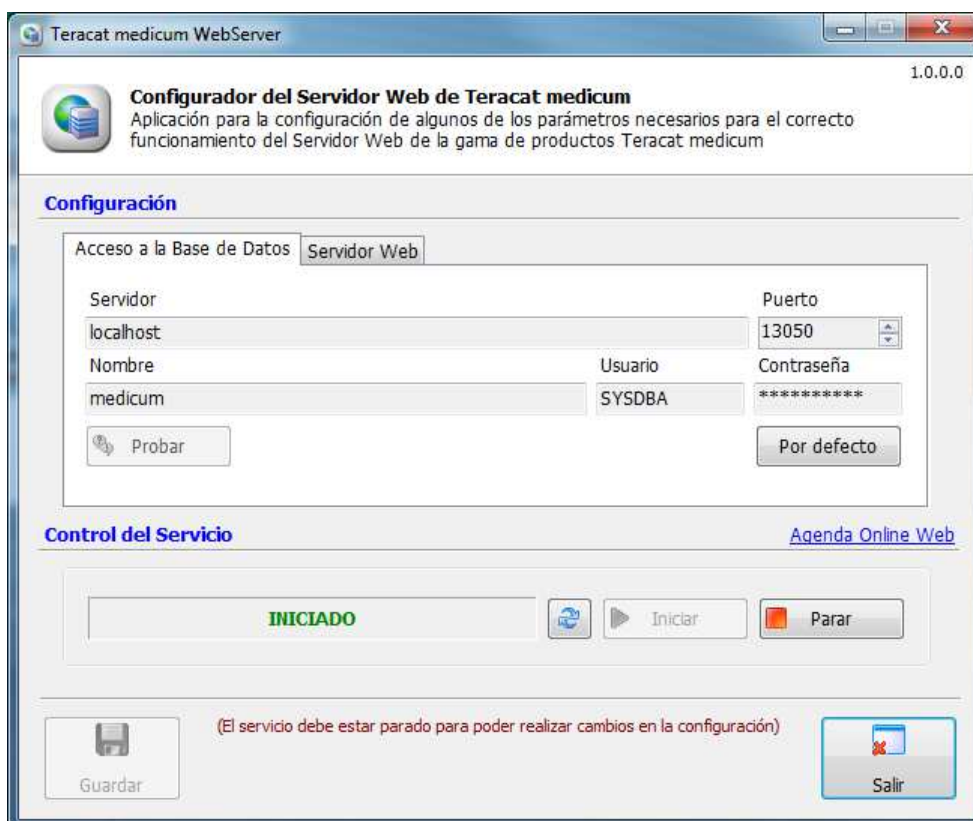 Teracat medicum WebServer
1.0.0.0
Configurador del Servidor Web de Teracat medicum
Aplicación para la configuración de algunos de los parámetros necesarios para el correcto
funcionamiento del Servidor Web de la gama de productos Teracat medicum
Configuración
Acceso a la Base de Datos Servidor Web
Servidor Puerto
localhost 13050
Nombre Usuario Contraseña
medicum SYSDBA **********
Probar Por defecto
Control del Servicio Agenda Online Web
INICIADO Iniciar Parar
(El servicio debe estar parado para poder realizar cambios en la configuración)
Guardar Salir